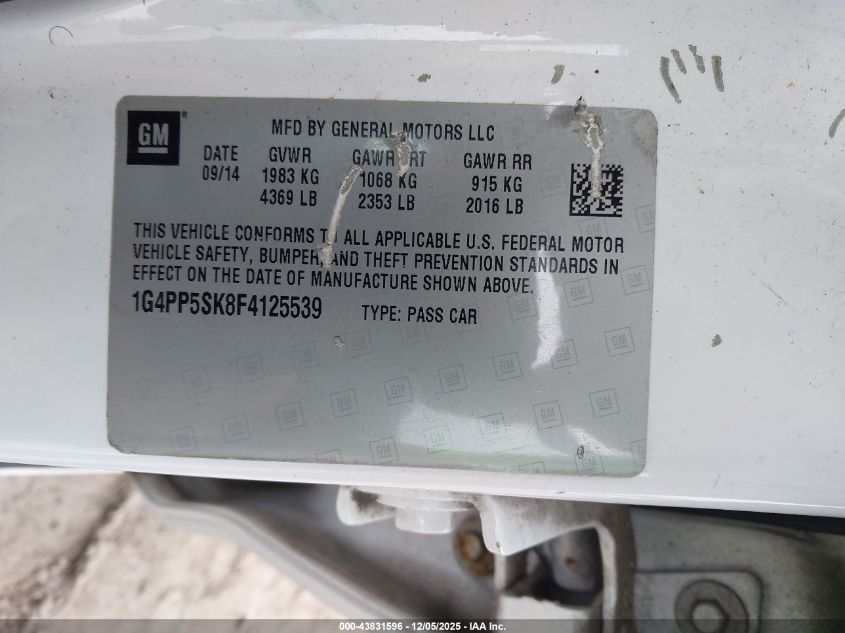 GM ®
MFD BY GENERAL MOTORS LLC
DATE GVWR GAWR FRT GAWR RR
09/14 1983 KG 1068 KG 915 KG
4369 LB 2353 LB 2016 LB
THIS VEHICLE CONFORMS TO ALL APPLICABLE U.S. FEDERAL MOTOR
VEHICLE SAFETY, BUMPER, AND THEFT PREVENTION STANDARDS IN
EFFECT ON THE DATE OF MANUFACTURE SHOWN ABOVE.
1G4PP5SK8F4125539 TYPE: PASS CAR
000-43831596 - 12/05/2025 - IAA Inc.